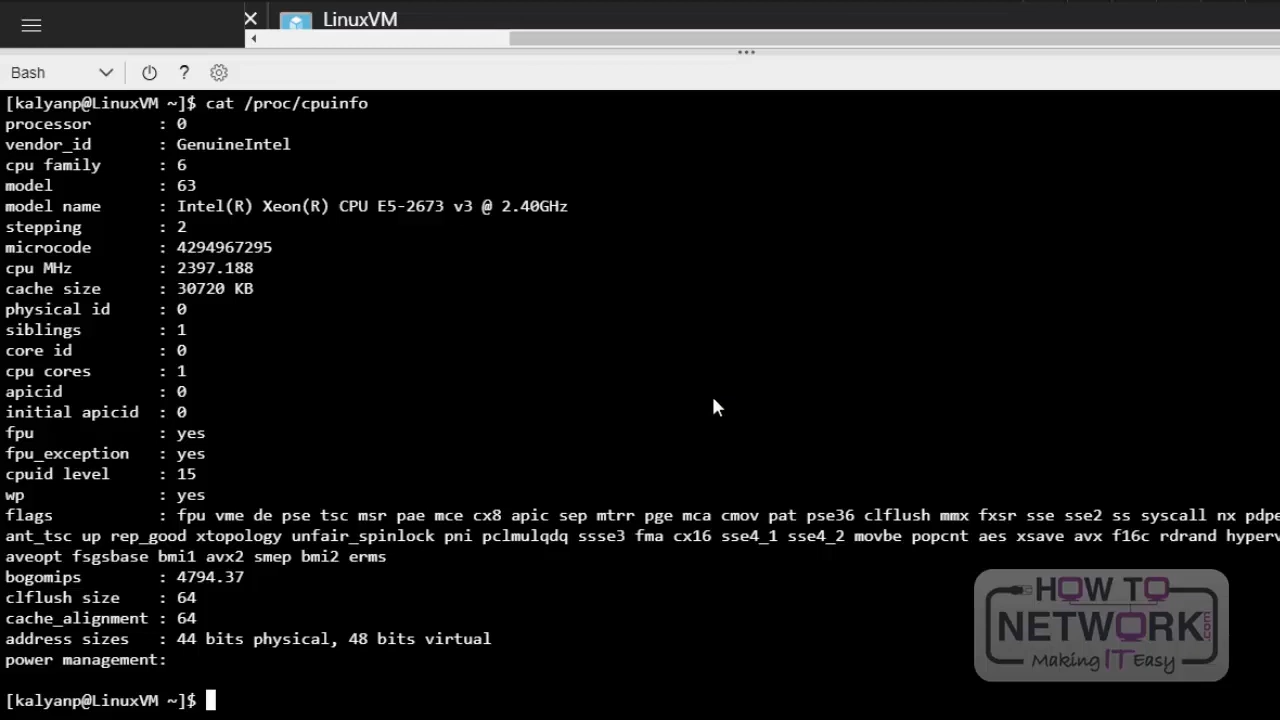 LinuxVM
Bash
?
[kalyanp@LinuxVM ~]$ cat /proc/cpuinfo
processor : 0
vendor_id : GenuineIntel
cpu family : 6
model : 63
model name : Intel(R) Xeon(R) CPU E5-2673 v3 @ 2.40GHz
stepping : 2
microcode : 4294967295
cpu MHz : 2397.188
cache size : 30720 KB
physical id : 0
siblings : 1
core id : 0
cpu cores : 1
apicid : 0
initial apicid : 0
fpu : yes
fpu_exception : yes
cpuid level : 15
wp : yes
flags : fpu vme de pse tsc msr pae mce cx8 apic sep mtrr pge mca cmov pat pse36 clflush mmx fxsr sse sse2 ss syscall nx pdpe
ant_tsc up rep_good xtopology unfair_spinlock pni pclmulqdq ssse3 fma cx16 sse4_1 sse4_2 movbe popcnt aes xsave avx f16c rdrand hyperv
aveopt fsgsbase bmi1 avx2 smep bmi2 erms
bogomips : 4794.37
clflush size : 64
cache_alignment : 64
address sizes : 44 bits physical, 48 bits virtual
power management:
[kalyanp@LinuxVM ~]$
HOW TO
NETWORK.com
Making IT Easy